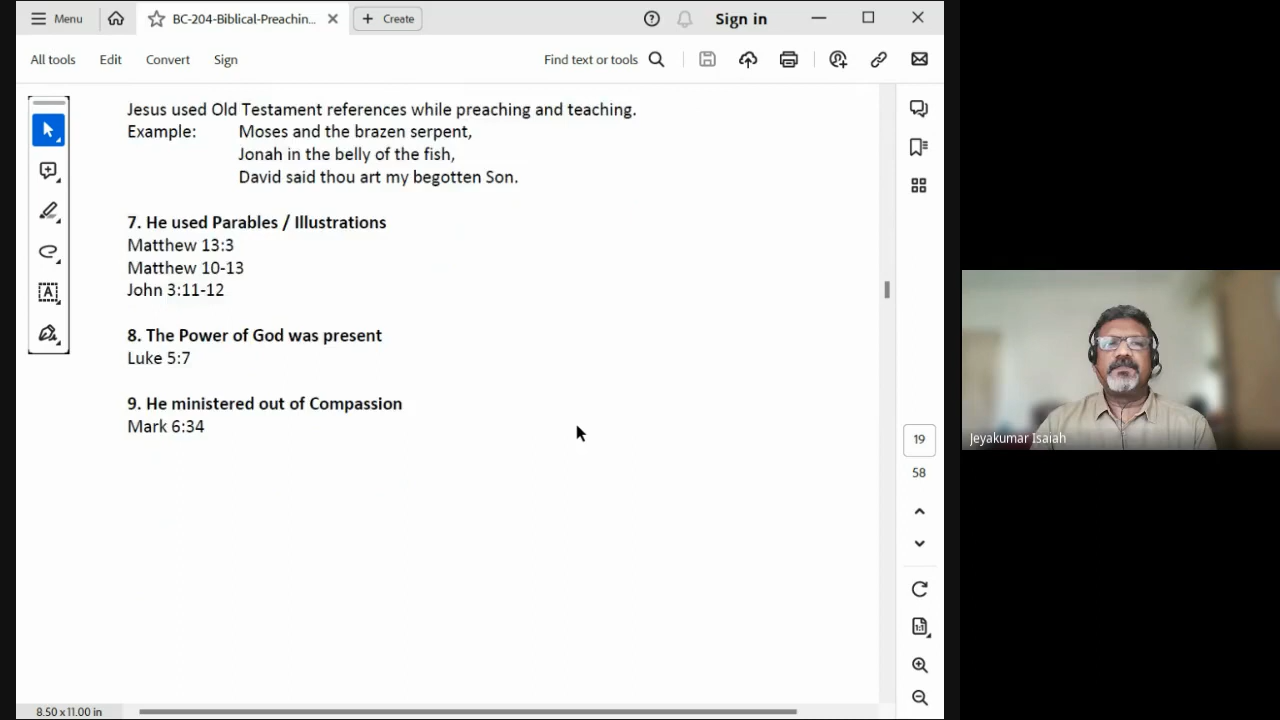 Menu
BC-204-Biblical-Preachin...
Create
Sign in
All tools
Edit
Convert
Sign
Find text or tools
Jesus used Old Testament references while preaching and teaching.
Example: Moses and the brazen serpent,
Jonah in the belly of the fish,
David said thou art my begotten Son.
7. He used Parables / Illustrations
Matthew 13:3
Matthew 10-13
John 3:11-12
8. The Power of God was present
Luke 5:7
9. He ministered out of Compassion
Mark 6:34
19
58
1:1
8.50 x 11.00 in
Jeyakumar Isaiah